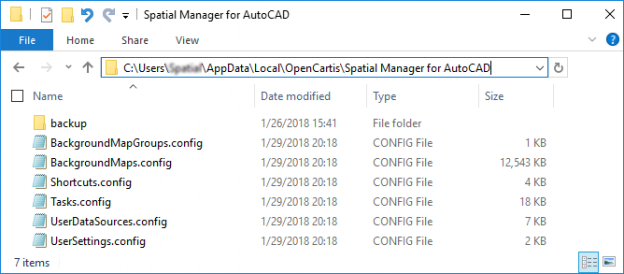 Spatial Manager for AutoCAD
File Home Share View
C:\Users\ \AppData\Local\OpenCartis\Spatial Manager for AutoCAD
Name Date modified Type Size
backup 1/26/2018 15:41 File folder
BackgroundMapGroups.config 1/29/2018 20:18 CONFIG File 1 KB
BackgroundMaps.config 1/29/2018 20:18 CONFIG File 12,543 KB
Shortcuts.config 1/29/2018 20:18 CONFIG File 4 KB
Tasks.config 1/29/2018 20:18 CONFIG File 18 KB
UserDataSources.config 1/29/2018 20:18 CONFIG File 7 KB
UserSettings.config 1/29/2018 20:18 CONFIG File 2 KB
7 items